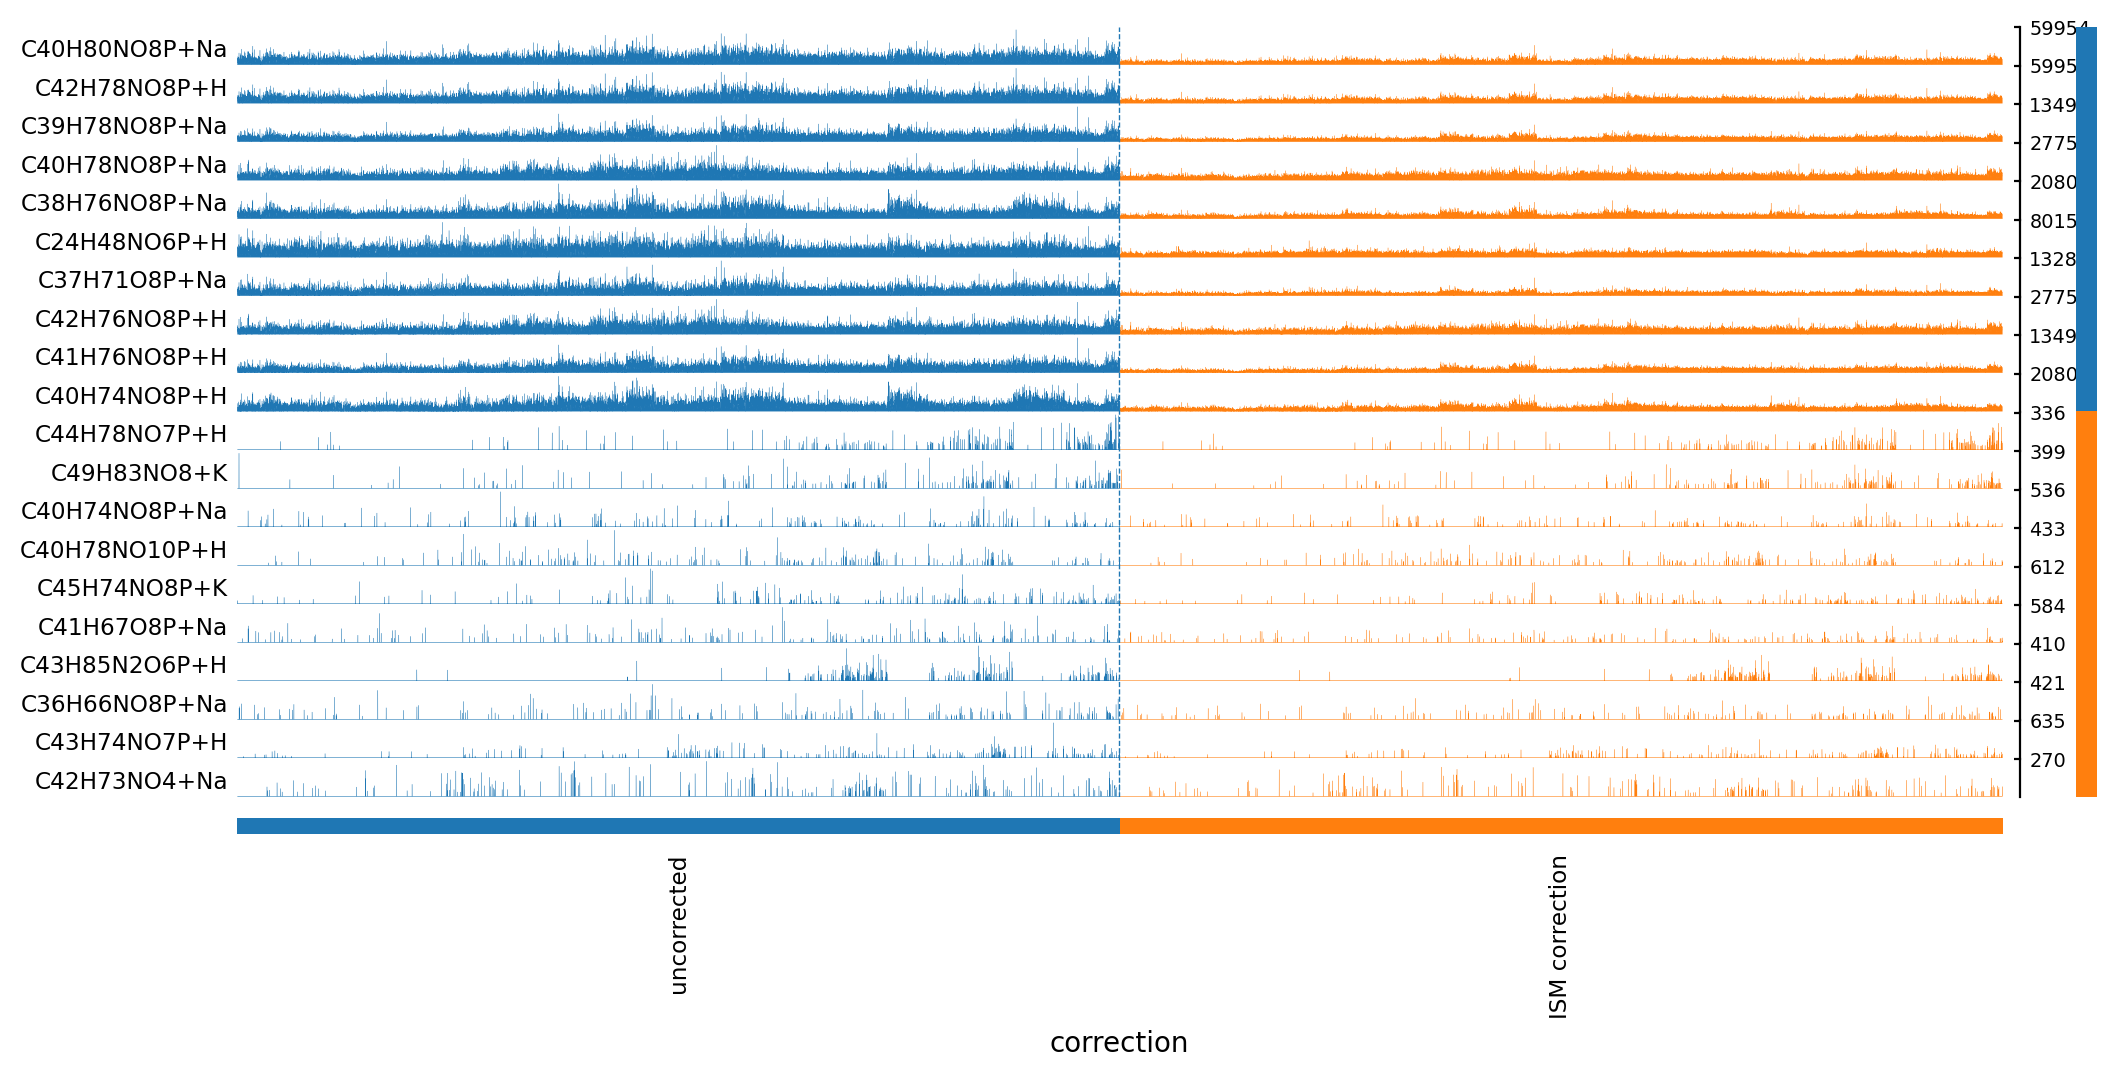 C40H80NO8P+Na
C42H78NO8P+H
C39H78NO8P+Na
C40H78NO8P+Na
C38H76NO8P+Na
C24H48NO6P+H
C37H71O8P+Na
C42H76NO8P+H
C41H76NO8P+H
C40H74NO8P+H
C44H78NO7P+H
C49H83NO8+K
C40H74NO8P+Na
C40H78NO10P+H
C45H74NO8P+K
C41H67O8P+Na
C43H85N2O6P+H
C36H66NO8P+Na
C43H74NO7P+H
C42H73NO4+Na
59954
5995
1349
2775
2080
8015
1328
2775
1349
2080
336
399
536
433
612
584
410
421
635
270
uncorrected
ISM correction
correction